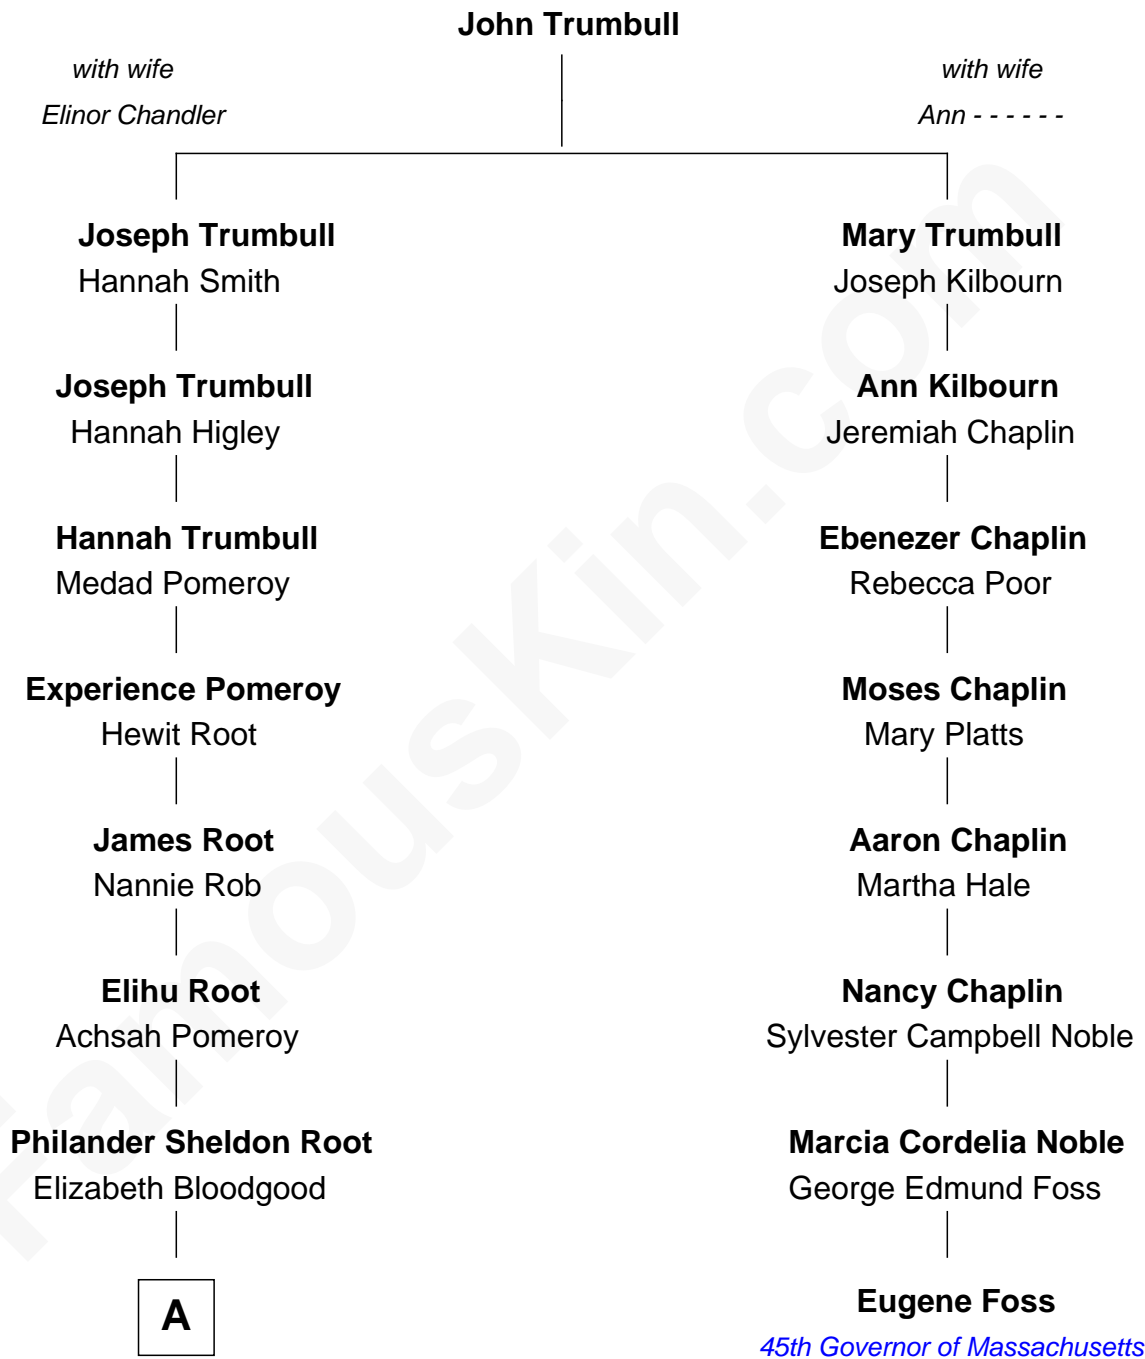 John Trumbull
with wife
Elinor Chandler
with wife
Ann - - - - - -
Joseph Trumbull
Hannah Smith
Joseph Trumbull
Hannah Higley
Hannah Trumbull
Medad Pomeroy
Experience Pomeroy
Hewit Root
James Root
Nannie Rob
Elihu Root
Achsah Pomeroy
Philander Sheldon Root
Elizabeth Bloodgood
A
Mary Trumbull
Joseph Kilbourn
Ann Kilbourn
Jeremiah Chaplin
Ebenezer Chaplin
Rebecca Poor
Moses Chaplin
Mary Platts
Aaron Chaplin
Martha Hale
Nancy Chaplin
Sylvester Campbell Noble
Marcia Cordelia Noble
George Edmund Foss
Eugene Foss
45th Governor of Massachusetts
FamousKin.com